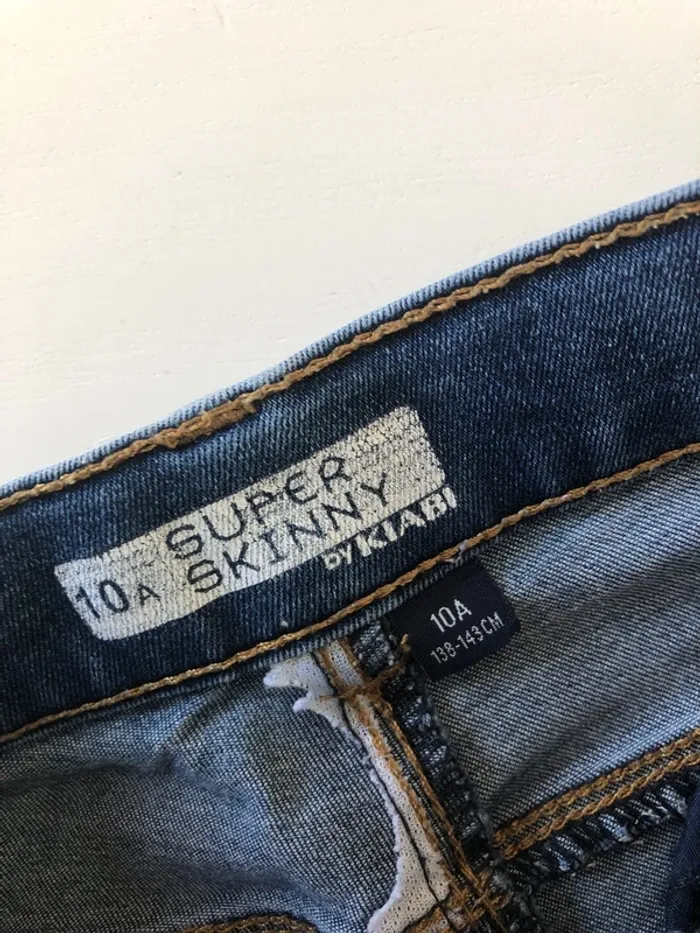 SUPER
10A SKINNY
by KIABI
10A
138-143 CM